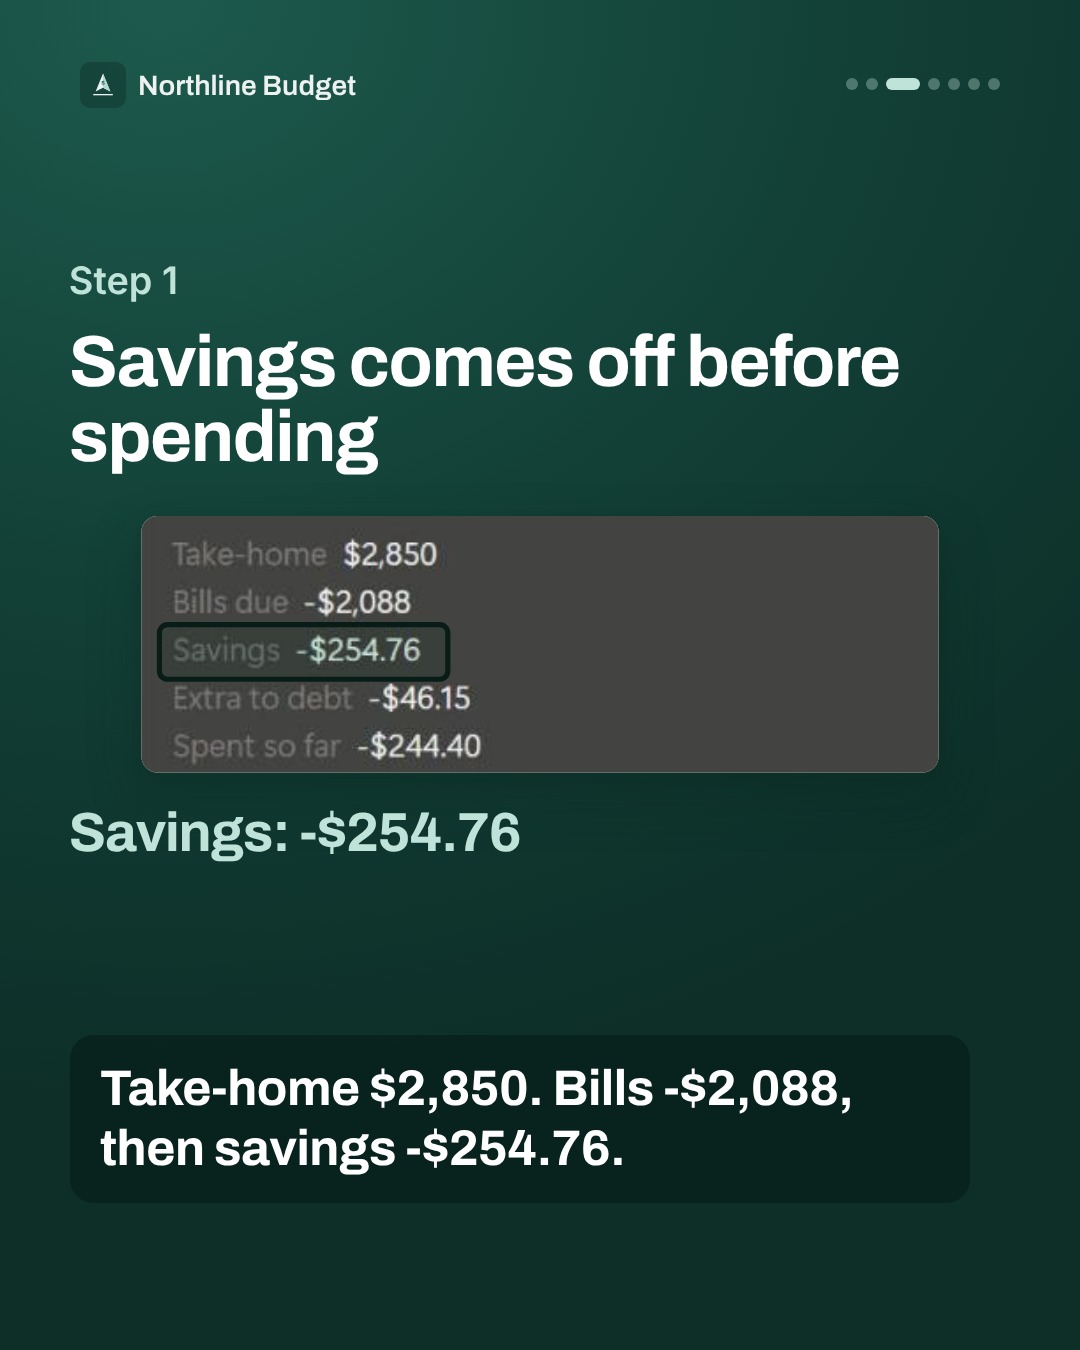 Northline Budget
Step 1
Savings comes off before
spending
Take-home $2,850
Bills due -$2,088
Savings -$254.76
Extra to debt -$46.15
Spent so far -$244.40
Savings: -$254.76
Take-home $2,850. Bills -$2,088,
then savings -$254.76.